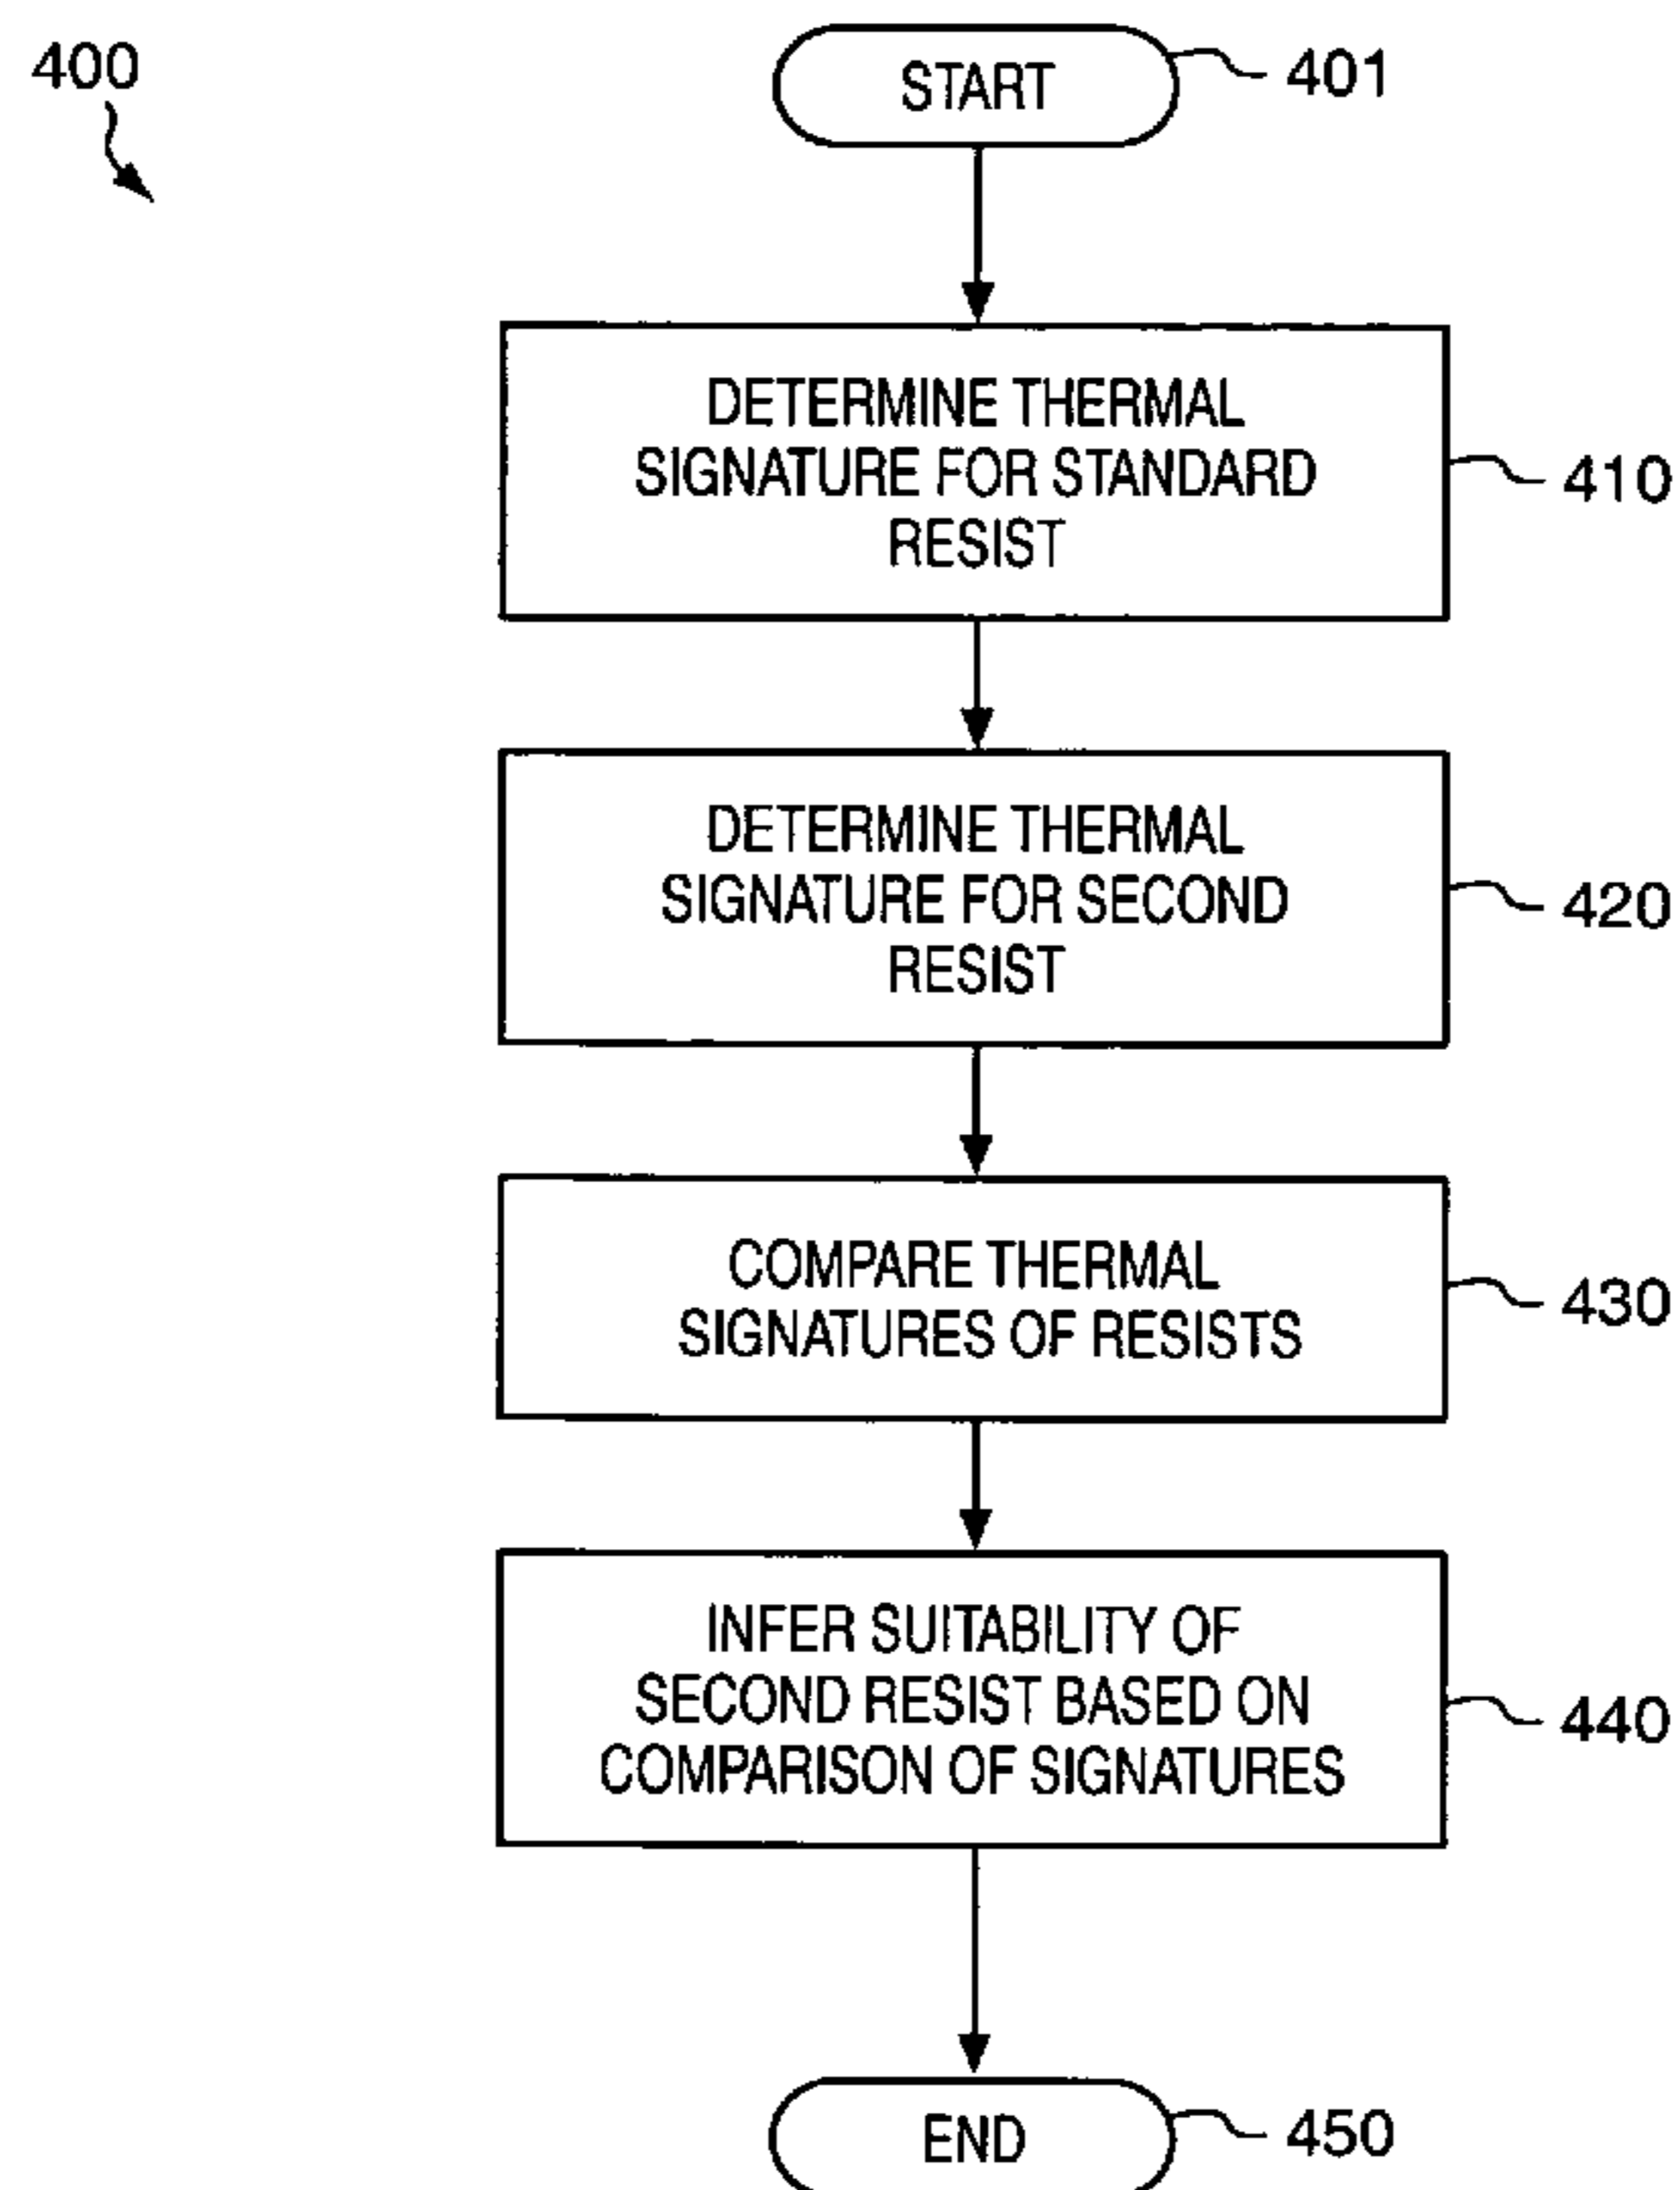 400
START
401
DETERMINE THERMAL
SIGNATURE FOR STANDARD
RESIST
410
DETERMINE THERMAL
SIGNATURE FOR SECOND
RESIST
420
COMPARE THERMAL
SIGNATURES OF RESISTS
430
INFER SUITABILITY OF
SECOND RESIST BASED ON
COMPARISON OF SIGNATURES
440
END
450